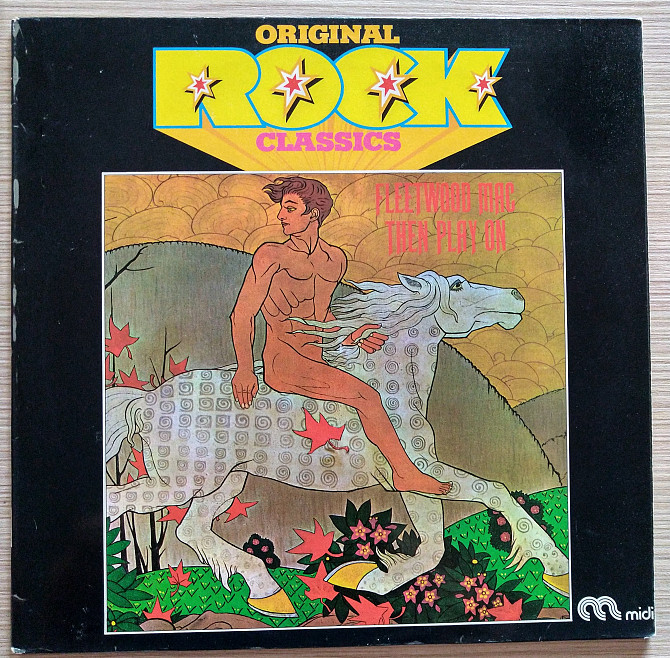 ORIGINAL
ROCK
CLASSICS
FLEETWOOD MAC
THEN PLAY ON
midi